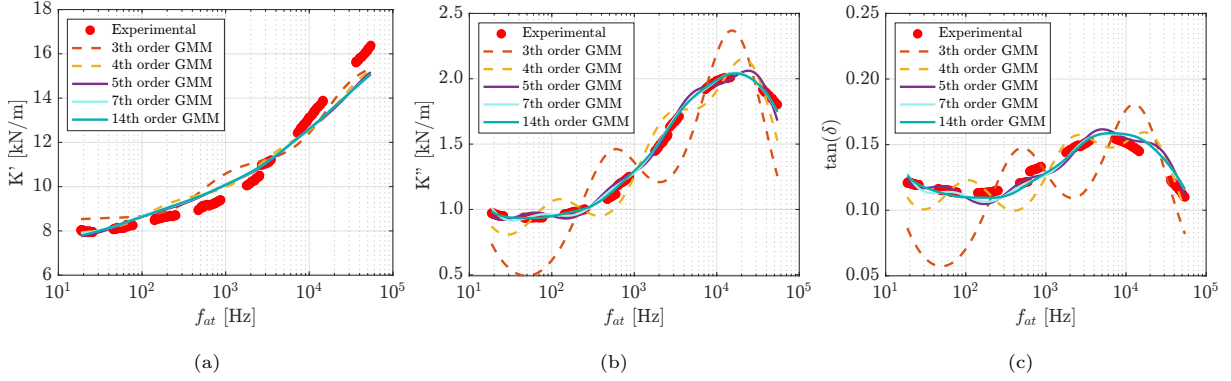 18
16
14
12
10
8
6
K’ [kN/m]
Experimental
3th order GMM
4th order GMM
5th order GMM
7th order GMM
14th order GMM
10^1
10^2
10^3
10^4
10^5
f_at [Hz]
(a)
2.5
2.0
1.5
1.0
0.5
K” [kN/m]
Experimental
3th order GMM
4th order GMM
5th order GMM
7th order GMM
14th order GMM
10^1
10^2
10^3
10^4
10^5
f_at [Hz]
(b)
0.25
0.20
0.15
0.10
0.05
tan(δ)
Experimental
3th order GMM
4th order GMM
5th order GMM
7th order GMM
14th order GMM
10^1
10^2
10^3
10^4
10^5
f_at [Hz]
(c)